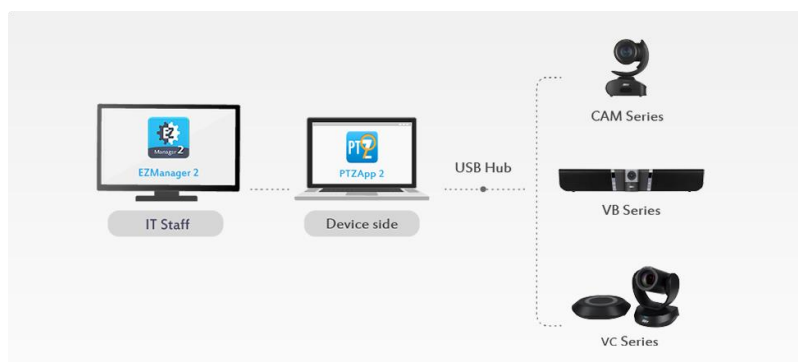 EZ
Manager 2
EZManager 2
IT Staff
PTZ
PTZApp 2
Device side
USB Hub
CAM Series
VB Series
VC Series